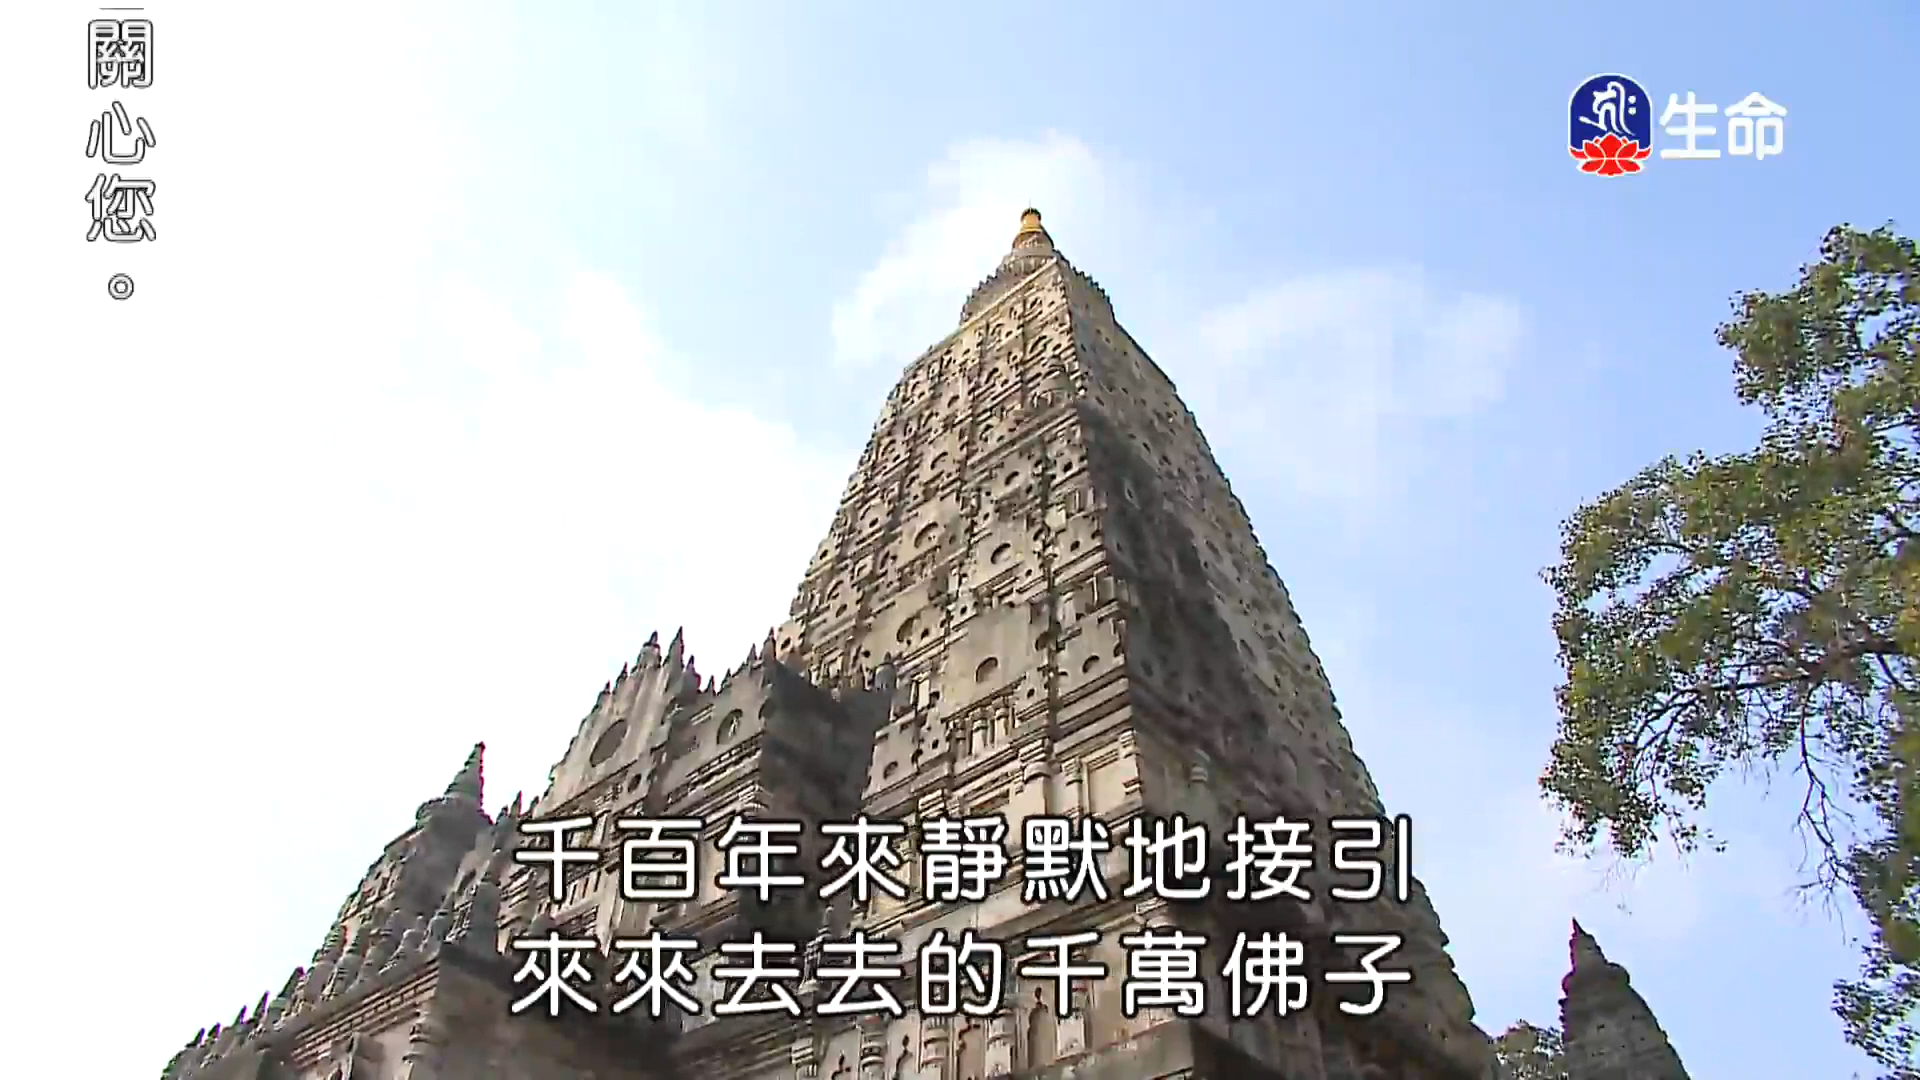 關心您。
生命
千百年來靜默地接引
來來去去的千萬佛子